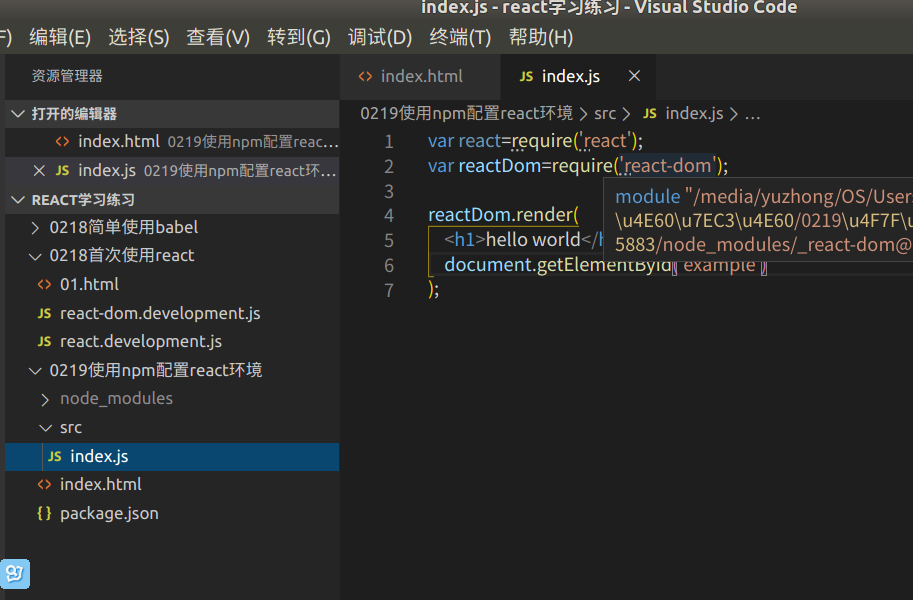 index.js - react学习练习 - Visual Studio Code
F) 编辑(E) 选择(S) 查看(V) 转到(G) 调试(D) 终端(T) 帮助(H)
资源管理器
打开的编辑器
index.html 0219使用npm配置reac...
index.js 0219使用npm配置react环...
REACT学习练习
0218简单使用babel
0218首次使用react
01.html
react-dom.development.js
react.development.js
0219使用npm配置react环境
node_modules
src
index.js
index.html
package.json
index.html
JS index.js
0219使用npm配置react环境 > src > JS index.js > ...
1 var react=require('react');
2 var reactDom=require('react-dom');
3
4 reactDom.render(
5 <h1>hello world</h
6 document.getElementById('example')
7 );
module "/media/yuzhong/OS/User
\u4E60\u7EC3\u4E60/0219\u4F7F\u
5883/node_modules/_react-dom@